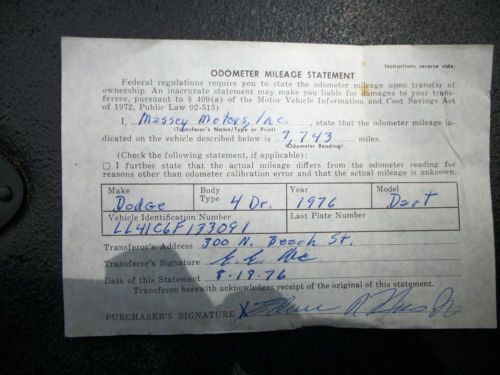 Instructions reverse side.
ODOMETER MILEAGE STATEMENT
Federal regulations require you to state the odometer mileage upon transfer of
ownership. An inaccurate statement may make you liable for damages to your trans-
feree, pursuant to § 409(a) of the Motor Vehicle Information and Cost Savings Act
of 1972, Public Law 92-513)
I, Massey Motors, Inc., state that the odometer mileage in-
(Transferor's Name/Type or Print)
dicated on the vehicle described below is 7,743 miles.
(Odometer Reading)
(Check the following statement, if applicable):
☐ I further state that the actual mileage differs from the odometer reading for
reasons other than odometer calibration error and that the actual mileage is unknown.
Make Dodge Body Type 4 Dr. Year 1976 Model Dart
Vehicle Identification Number LL41C6F133091 Last Plate Number
Transferor's Address 300 N. Beach St.
Transferor's Signature
Date of this Statement 8-18-76
Transferee herewith acknowledges receipt of the original of this statement.
PURCHASER'S SIGNATURE X